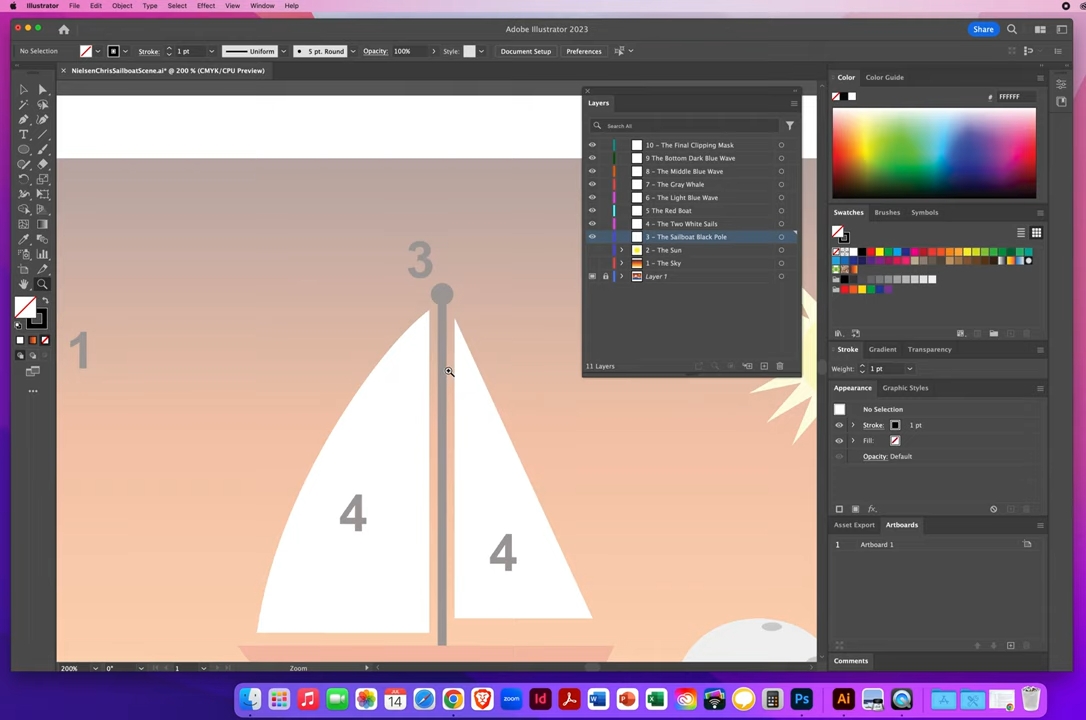 Illustrator File Edit Object Type Select Effect View Window Help
Adobe Illustrator 2023
Share
No Selection Stroke: 1 pt Uniform 5 pt. Round Opacity: 100% Style: Document Setup Preferences
NielsenChrisSailboatScene.ai* @ 200 % (CMYK/CPU Preview)
Layers
Search All
10 - The Final Clipping Mask
9 The Bottom Dark Blue Wave
8 - The Middle Blue Wave
7 - The Gray Whale
6 - The Light Blue Wave
5 The Red Boat
4 - The Two White Sails
3 - The Sailboat Black Pole
2 - The Sun
1 - The Sky
Layer 1
11 Layers
Color Color Guide
# FFFFFF
Swatches Brushes Symbols
Stroke Gradient Transparency
Weight: 1 pt
Appearance Graphic Styles
No Selection
Stroke: 1 pt
Fill:
Opacity: Default
Asset Export Artboards
1 Artboard 1
Comments
3
1
4
4
200% 0° 1 Zoom
14
zoom
Id
W
P
X
Ps
Ai